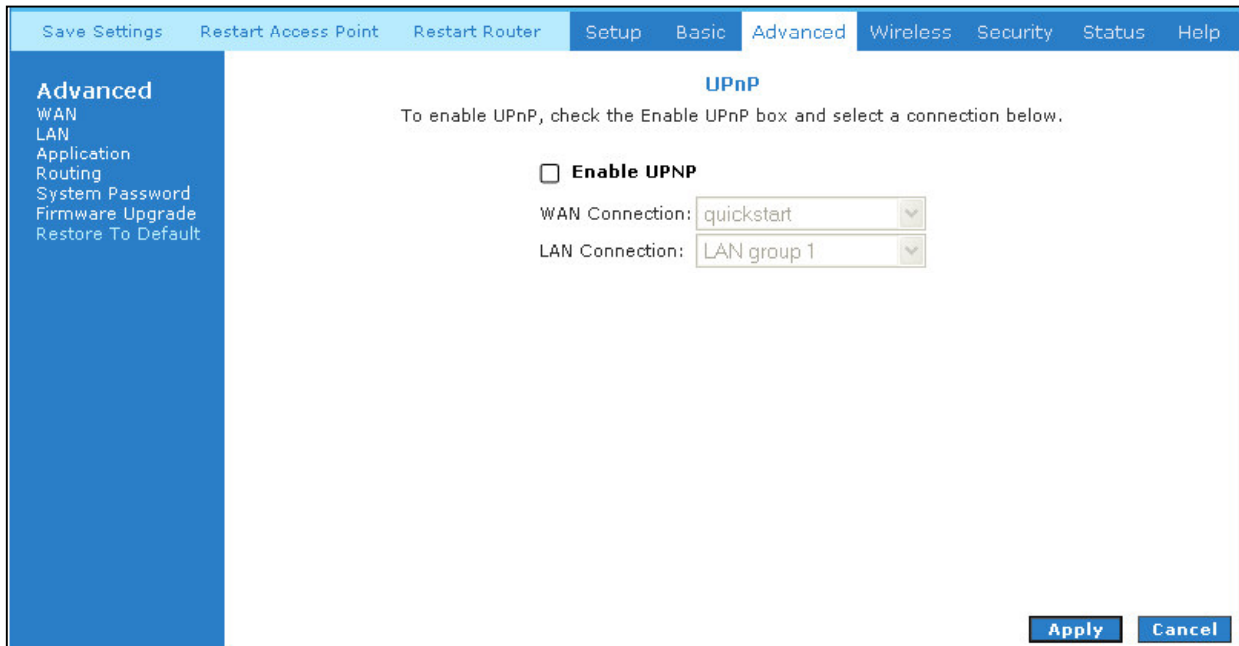 Save Settings Restart Access Point Restart Router Setup Basic Advanced Wireless Security Status Help
Advanced
WAN
LAN
Application
Routing
System Password
Firmware Upgrade
Restore To Default
UPnP
To enable UPnP, check the Enable UPnP box and select a connection below.
Enable UPNP
WAN Connection: quickstart
LAN Connection: LAN group 1
Apply Cancel